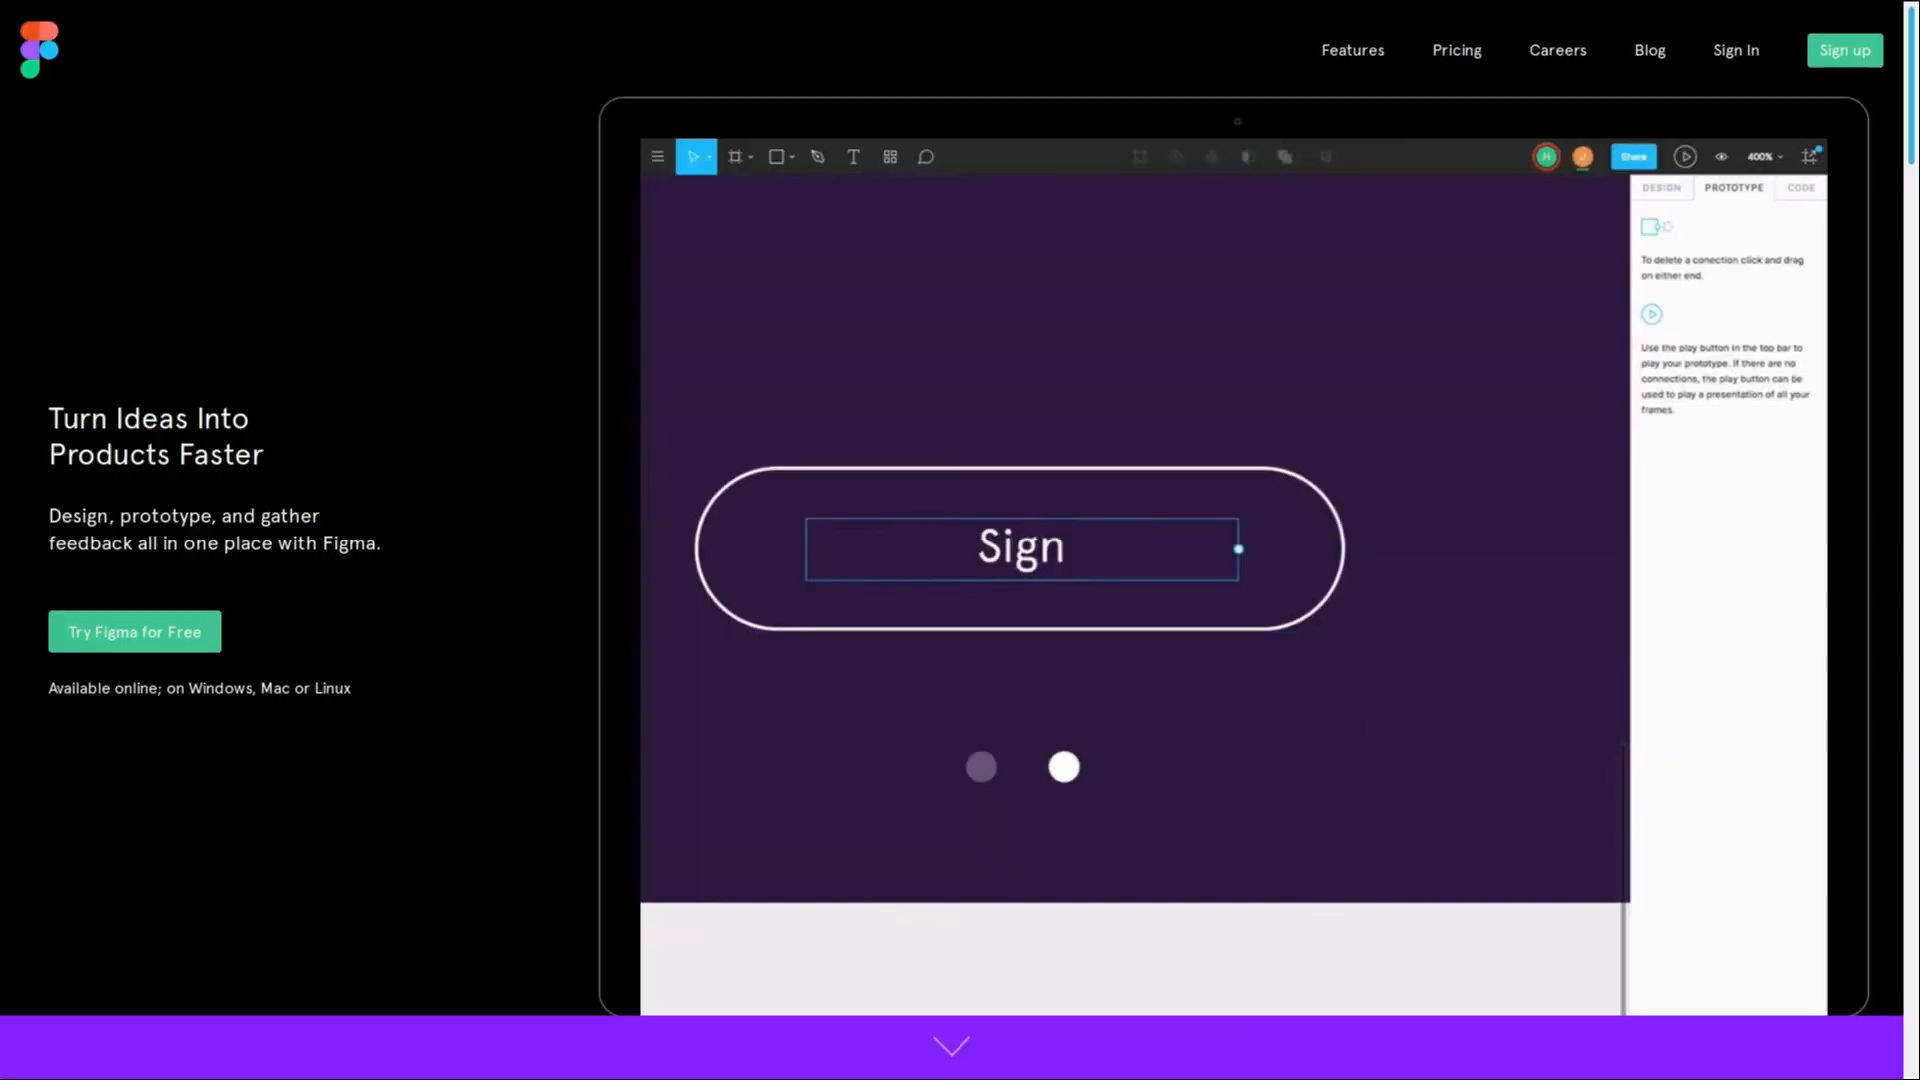 Features
Pricing
Careers
Blog
Sign In
Sign up
Share
400%
DESIGN
PROTOTYPE
CODE
To delete a conection click and drag
on either end.
Use the play button in the top bar to
play your prototype. If there are no
connections, the play button can be
used to play a presentation of all your
frames.
Turn Ideas Into
Products Faster
Design, prototype, and gather
feedback all in one place with Figma.
Try Figma for Free
Available online; on Windows, Mac or Linux
Sign